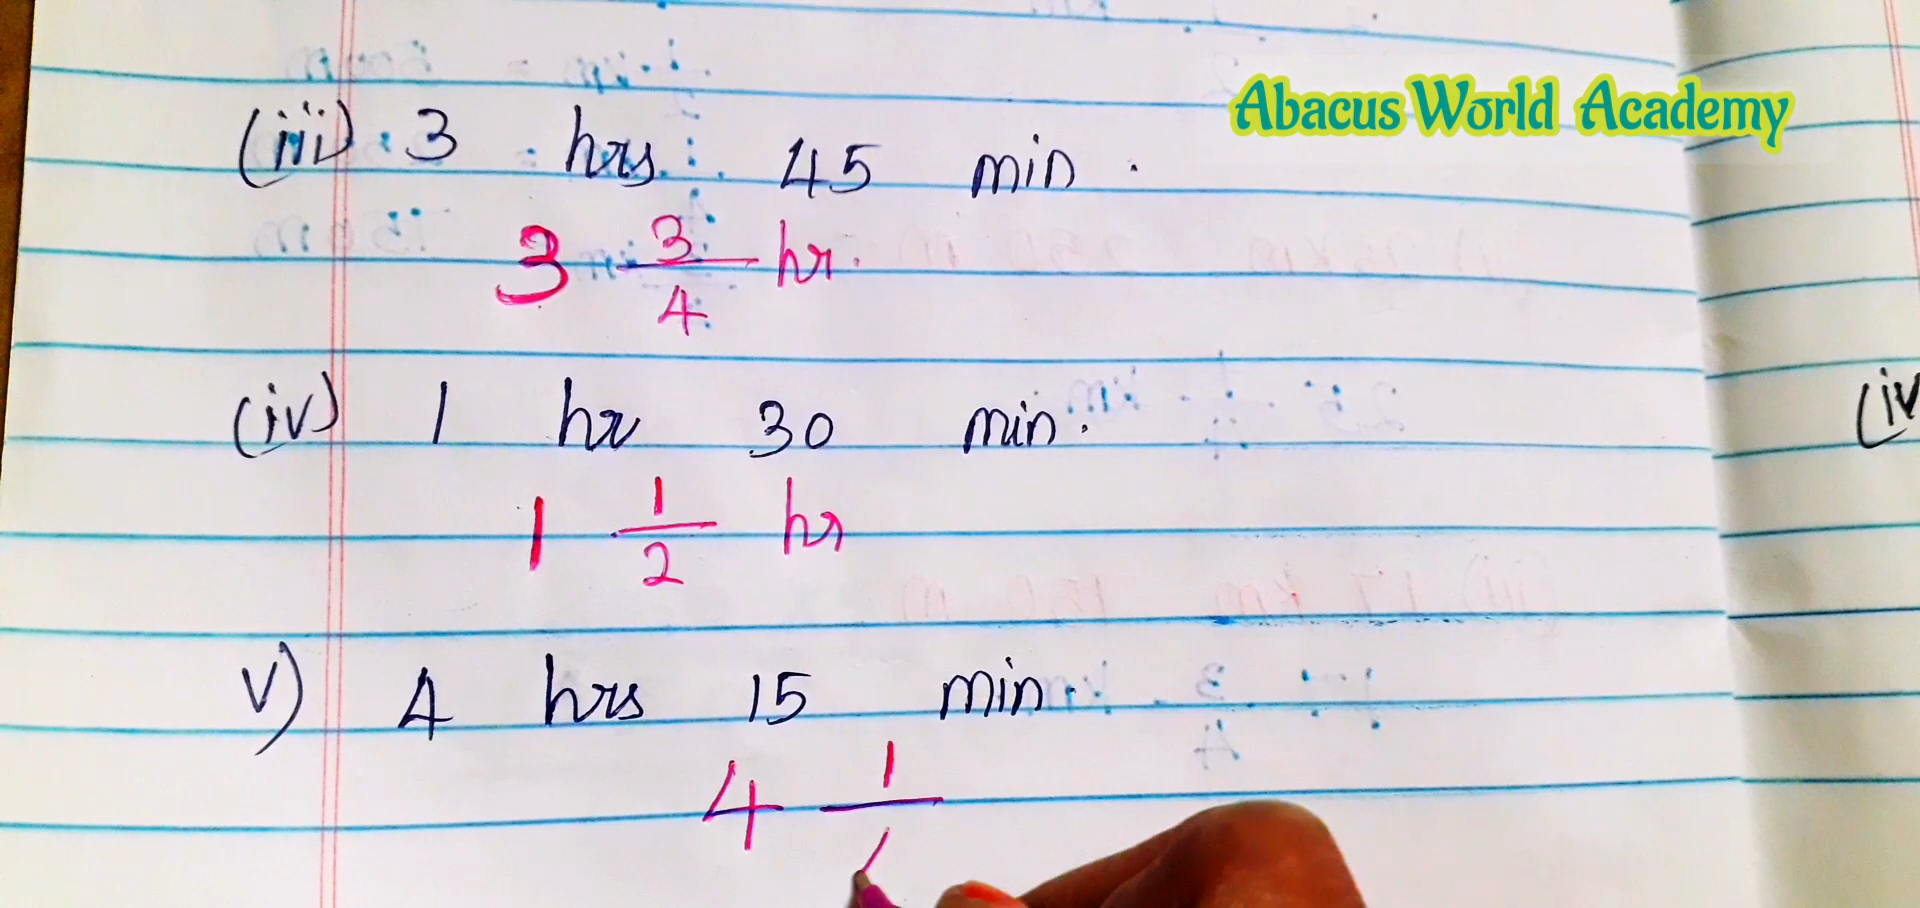 Abacus World Academy
(iii) 3 hrs 45 min.
3 3/4 hr.
(iv) 1 hr 30 min.
1 1/2 hr
v) 4 hrs 15 min.
4 1/
(iv